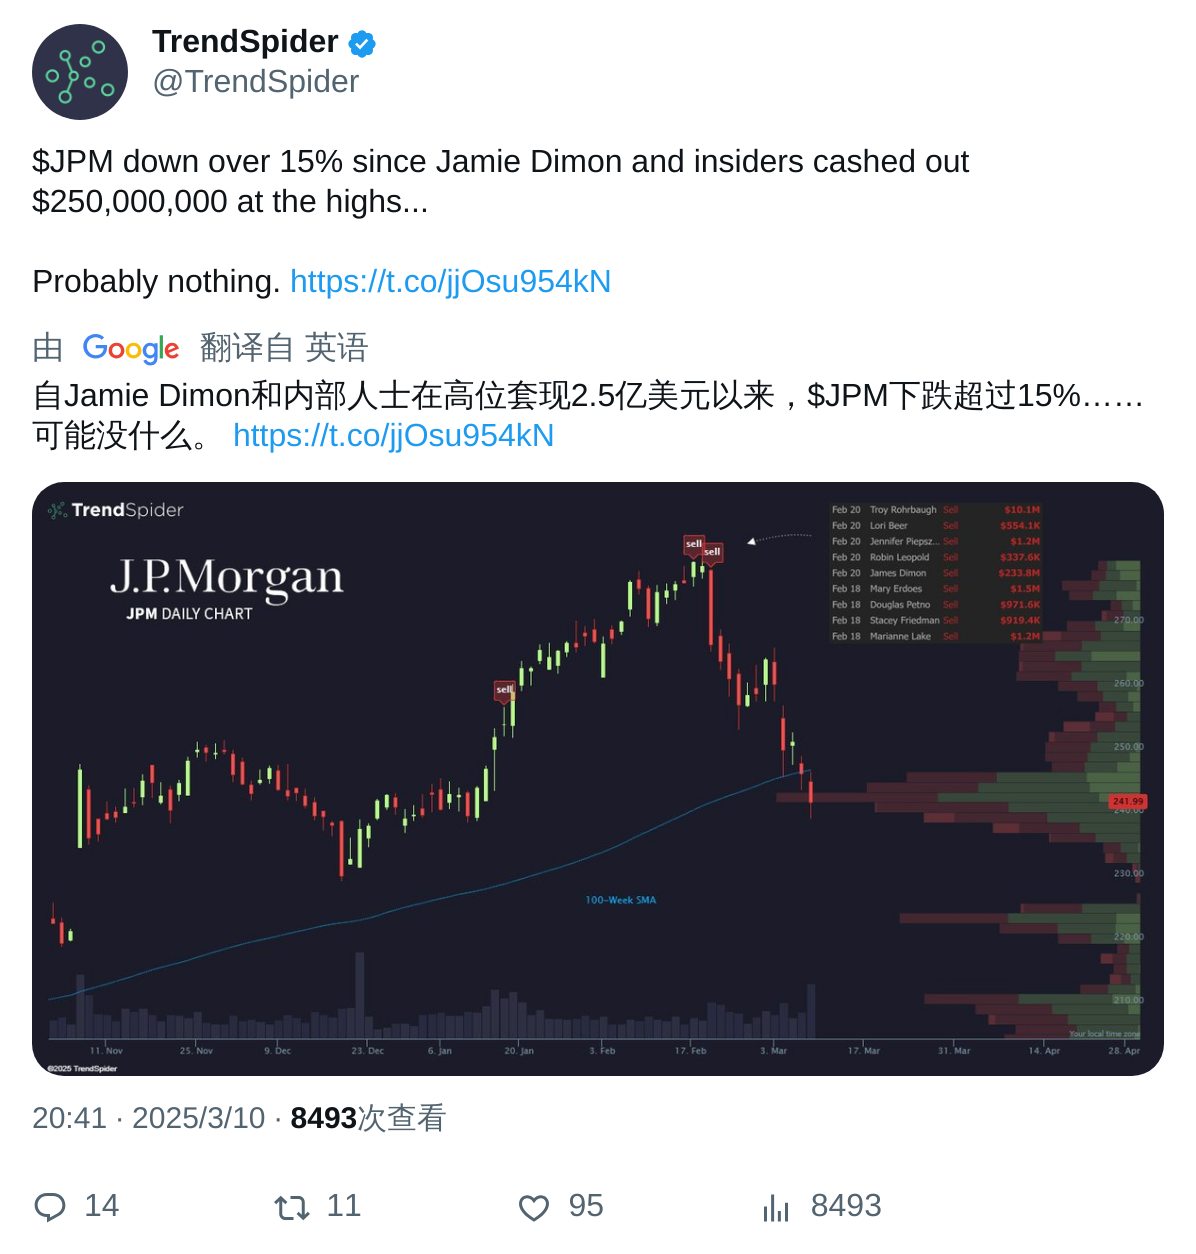 TrendSpider
@TrendSpider
$JPM down over 15% since Jamie Dimon and insiders cashed out
$250,000,000 at the highs...
Probably nothing. https://t.co/jjOsu954kN
由 Google 翻译自 英语
自Jamie Dimon和内部人士在高位套现2.5亿美元以来，$JPM下跌超过15%……
可能没什么。 https://t.co/jjOsu954kN
TrendSpider
J.P.Morgan
JPM DAILY CHART
sell
sell
sell
Feb 20 Troy Rohrbaugh Sell $10.1M
Feb 20 Lori Beer Sell $554.1K
Feb 20 Jennifer Piepsz... Sell $1.2M
Feb 20 Robin Leopold Sell $337.6K
Feb 20 James Dimon Sell $233.8M
Feb 18 Mary Erdoes Sell $1.5M
Feb 18 Douglas Petno Sell $971.6K
Feb 18 Stacey Friedman Sell $919.4K
Feb 18 Marianne Lake Sell $1.2M
270.00
260.00
250.00
241.99
240.00
230.00
220.00
210.00
100-Week SMA
Your local time zone
11. Nov 25. Nov 9. Dec 23. Dec 6. Jan 20. Jan 3. Feb 17. Feb 3. Mar 17. Mar 31. Mar 14. Apr 28. Apr
©2025 TrendSpider
20:41 · 2025/3/10 · 8493次查看
14 11 95 8493